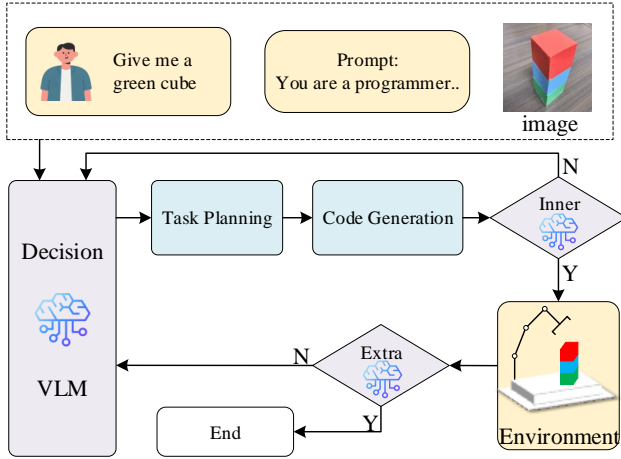 Give me a
green cube
Prompt:
You are a programmer..
image
N
Decision
VLM
Task Planning
Code Generation
Inner
Y
N
Extra
Y
End
Environment